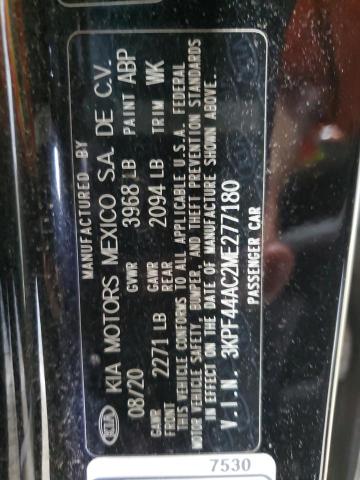 MANUFACTURED BY
KIA KIA MOTORS MEXICO S.A. DE C.V.
08/20 GVWR 3968 LB PAINT ABP
GAWR FRONT 2271 LB GAWR REAR 2094 LB TRIM WK
THIS VEHICLE CONFORMS TO ALL APPLICABLE U.S.A. FEDERAL
MOTOR VEHICLE SAFETY, BUMPER, AND THEFT PREVENTION STANDARDS
IN EFFECT ON THE DATE OF MANUFACTURE SHOWN ABOVE.
V.I.N. 3KPF44AC2ME277180
PASSENGER CAR
7530